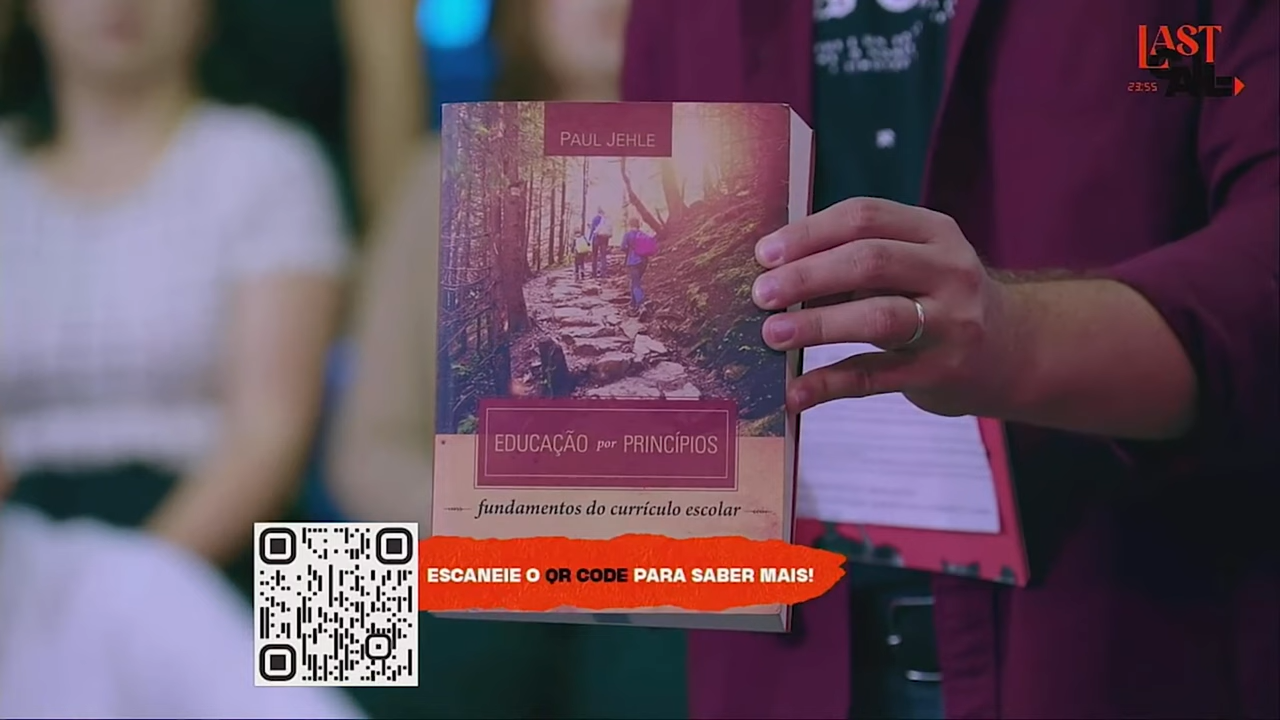 LAST
CALL
23:55
PAUL JEHLE
EDUCAÇÃO por PRINCÍPIOS
fundamentos do currículo escolar
ESCANEIE O QR CODE PARA SABER MAIS!